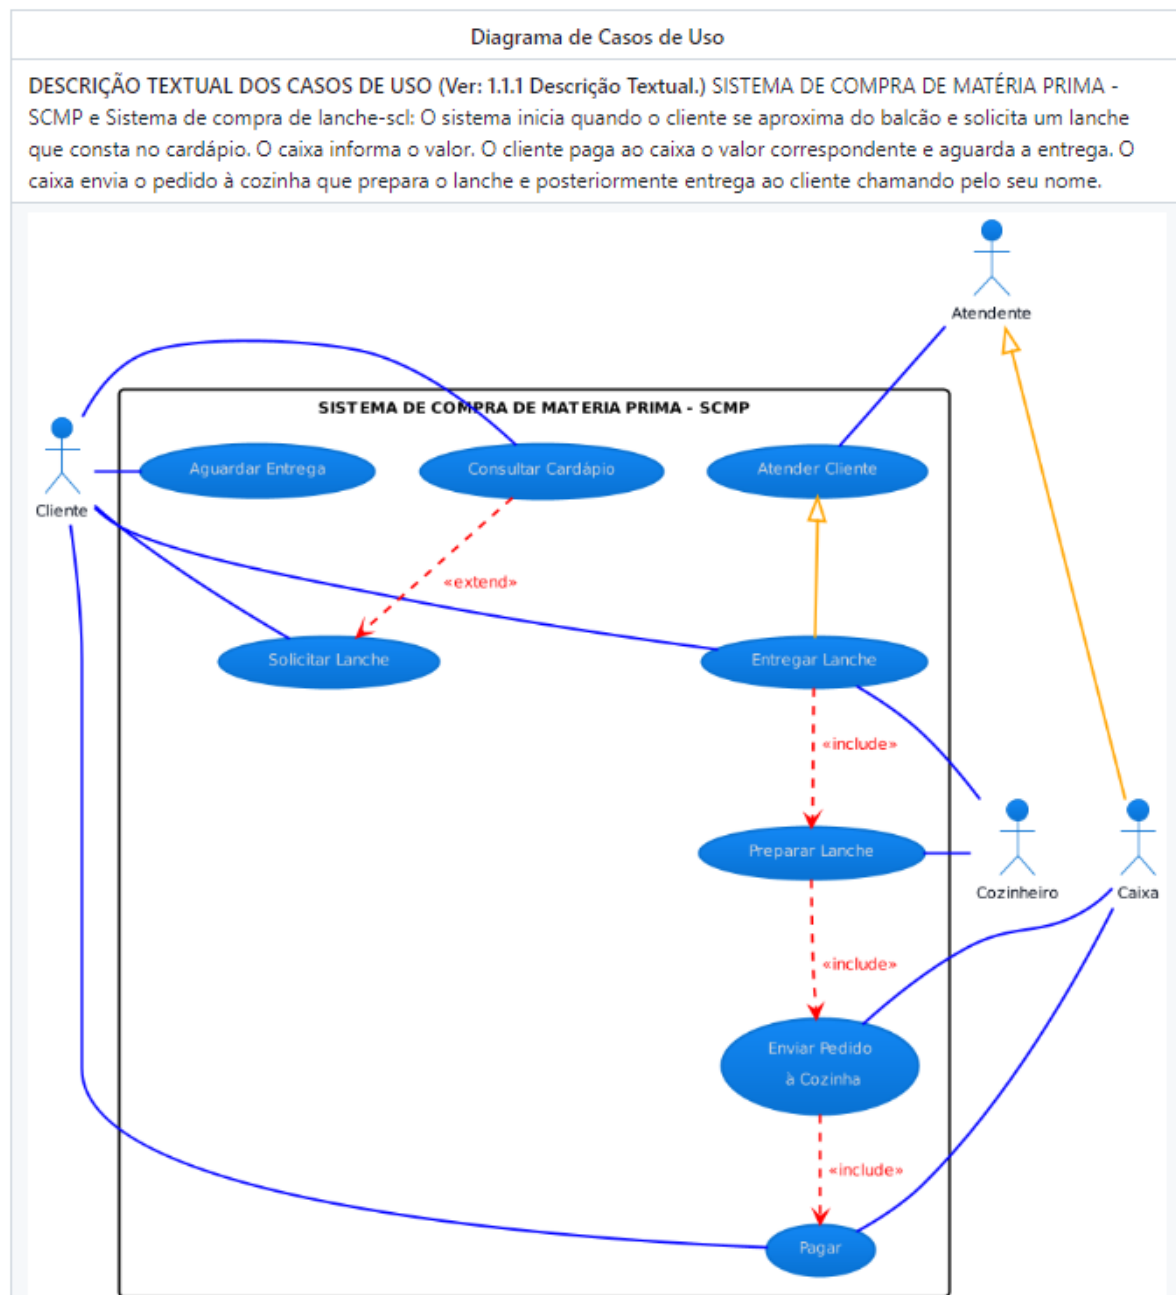 Diagrama de Casos de Uso
DESCRIÇÃO TEXTUAL DOS CASOS DE USO (Ver: 1.1.1 Descrição Textual.) SISTEMA DE COMPRA DE MATÉRIA PRIMA -
SCMP e Sistema de compra de lanche-scl: O sistema inicia quando o cliente se aproxima do balcão e solicita um lanche
que consta no cardápio. O caixa informa o valor. O cliente paga ao caixa o valor correspondente e aguarda a entrega. O
caixa envia o pedido à cozinha que prepara o lanche e posteriormente entrega ao cliente chamando pelo seu nome.
Atendente
SISTEMA DE COMPRA DE MATERIA PRIMA - SCMP
Aguardar Entrega
Consultar Cardápio
Atender Cliente
Cliente
«extend»
Solicitar Lanche
Entregar Lanche
«include»
Preparar Lanche
Cozinheiro
Caixa
«include»
Enviar Pedido
à Cozinha
«include»
Pagar